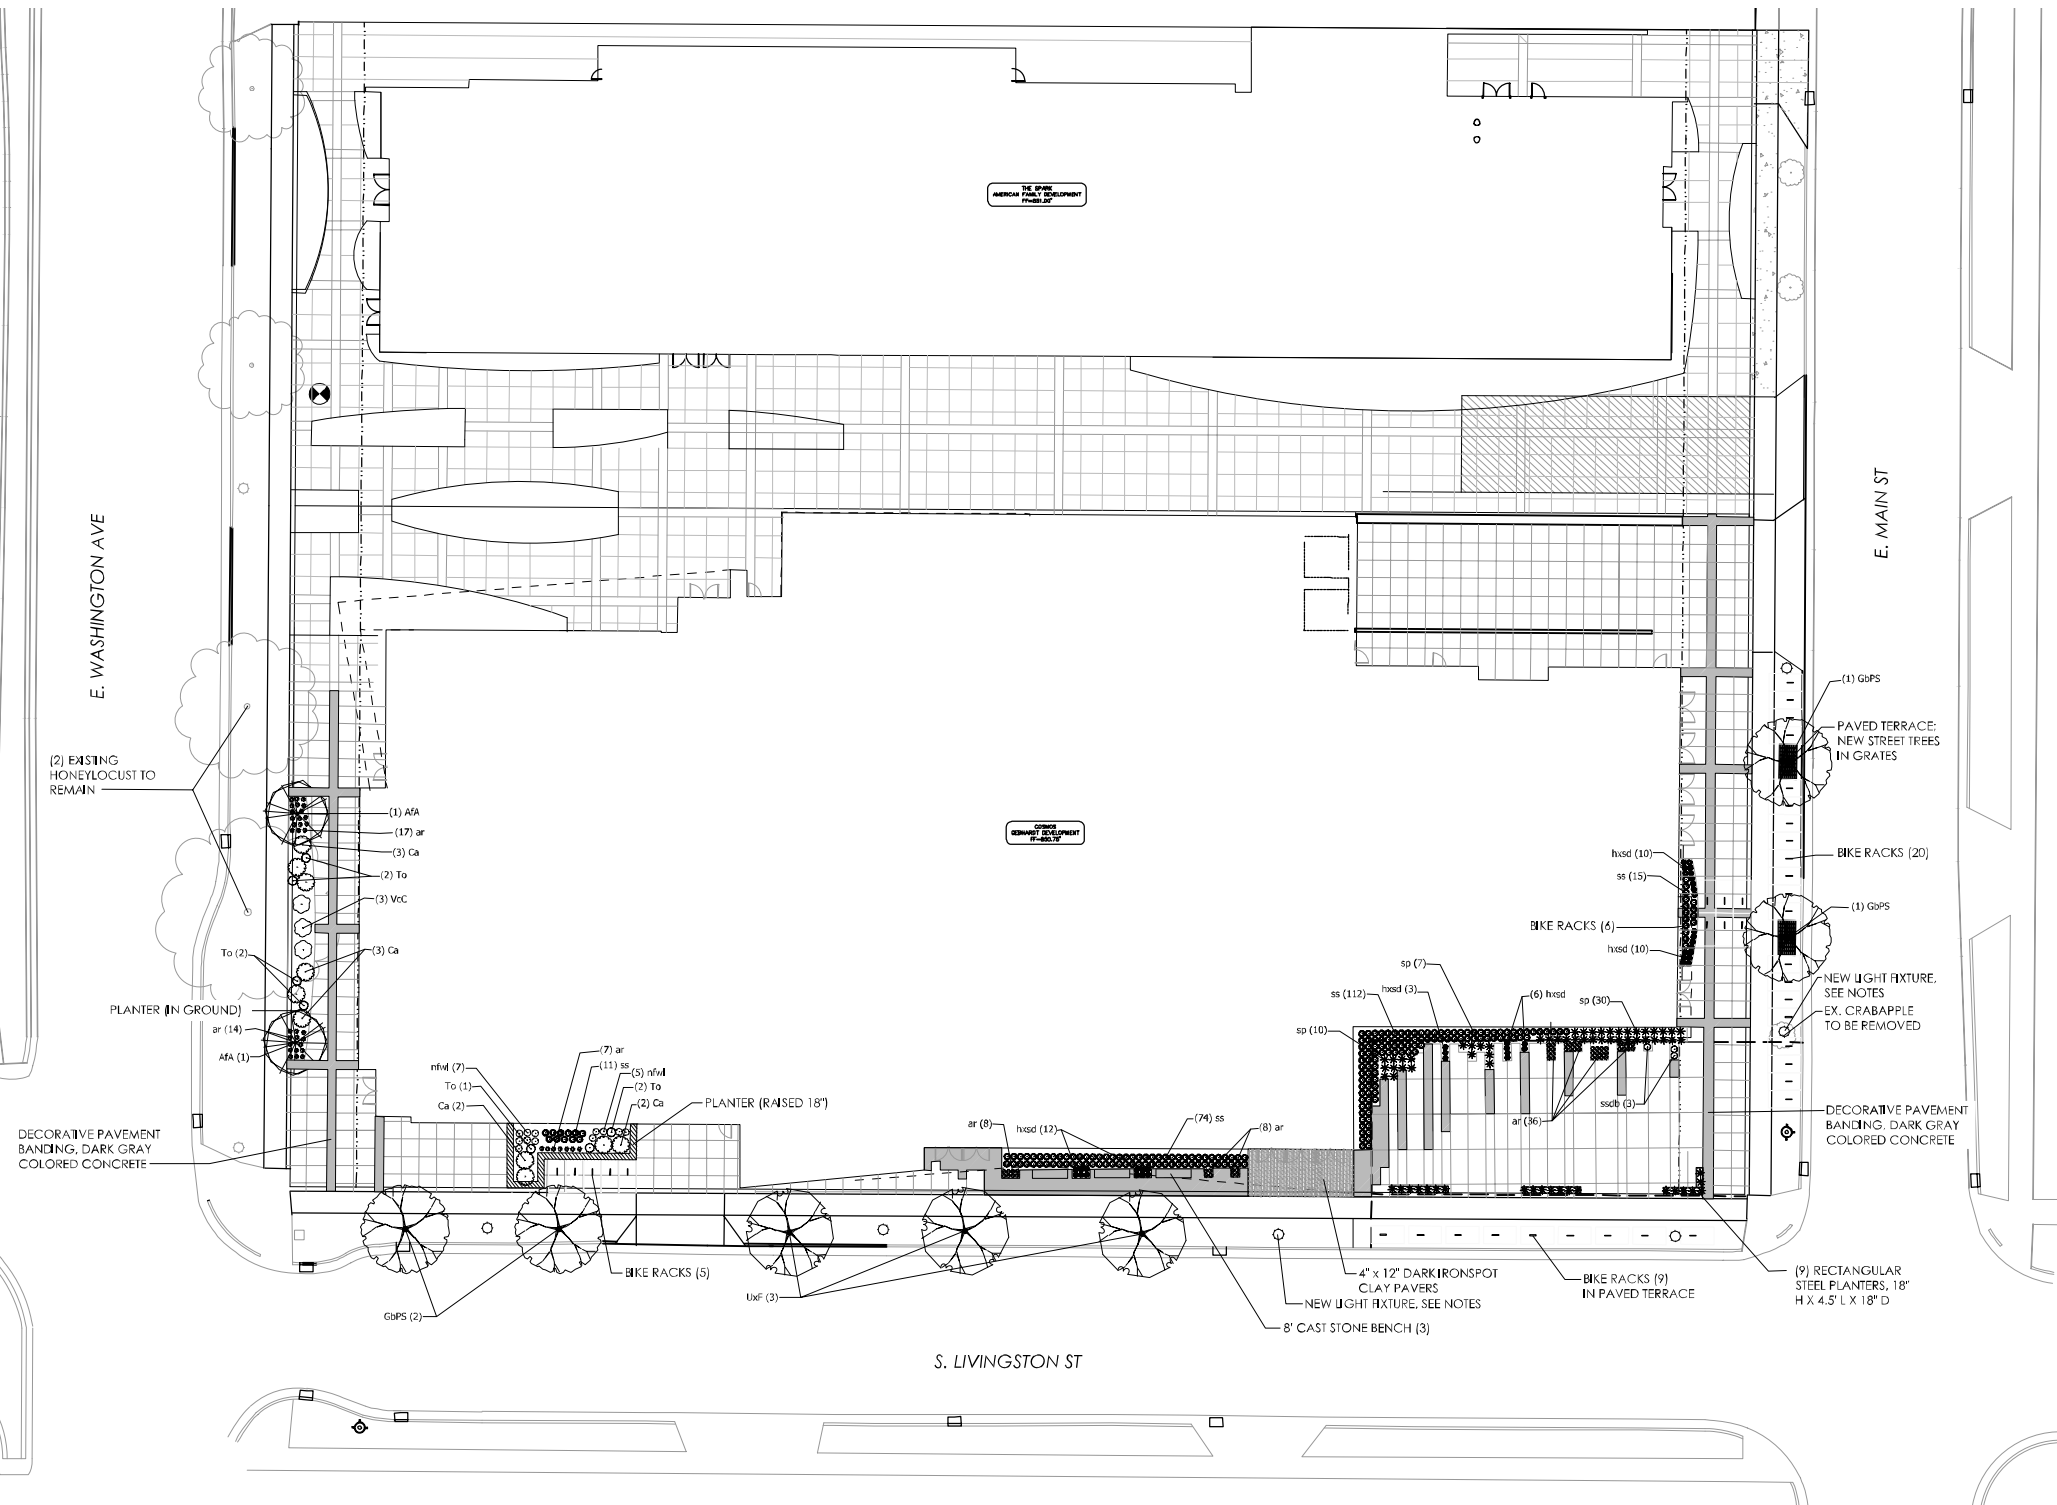 THE SPARK
AMERICAN FAMILY DEVELOPMENT
E. WASHINGTON AVE
E. MAIN ST
(1) GbPS
PAVED TERRACE;
NEW STREET TREES
IN GRATES
(2) EXISTING
HONEYLOCUST TO
REMAIN
(1) AfA
(17) ar
(3) Ca
(2) To
(3) VcC
(3) Ca
To (2)
PLANTER (IN GROUND)
ar (14)
AfA (1)
COSMOS
GEBHARDT DEVELOPMENT
hxsd (10)
ss (15)
BIKE RACKS (6)
hxsd (10)
BIKE RACKS (20)
(1) GbPS
NEW LIGHT FIXTURE,
SEE NOTES
EX. CRABAPPLE
TO BE REMOVED
sp (7)
hxsd (3)
ss (112)
(6) hxsd
sp (30)
sp (10)
nfwl (7)
To (1)
Ca (2)
(7) ar
(11) ss
(5) nfwl
(2) To
(2) Ca
PLANTER (RAISED 18")
ar (8)
hxsd (12)
(74) ss
(8) ar
ar (36)
ssdb (3)
DECORATIVE PAVEMENT
BANDING, DARK GRAY
COLORED CONCRETE
DECORATIVE PAVEMENT
BANDING, DARK GRAY
COLORED CONCRETE
BIKE RACKS (5)
GbPS (2)
UxF (3)
4" x 12" DARK IRONSPOT
CLAY PAVERS
NEW LIGHT FIXTURE, SEE NOTES
8' CAST STONE BENCH (3)
BIKE RACKS (9)
IN PAVED TERRACE
(9) RECTANGULAR
STEEL PLANTERS, 18"
H X 4.5' L X 18" D
S. LIVINGSTON ST